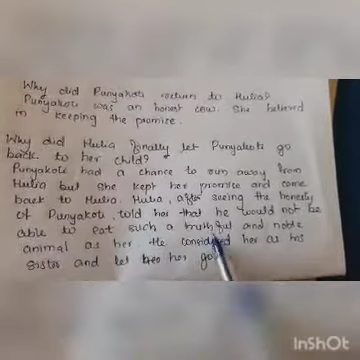 Why did Punyakoti return to Hulia?
Punyakoti was an honest cow. She believed
in keeping the promise.
Why did Hulia finally let Punyakoti go
back to her child?
Punyakoti had a chance to run away from
Hulia but she kept her promise and came
back to Hulia. Hulia, after seeing the honesty
of Punyakoti, told her that he would not be
able to eat such a truthful and noble
animal as her. He considered her as his
sister and let her go.
InShOt